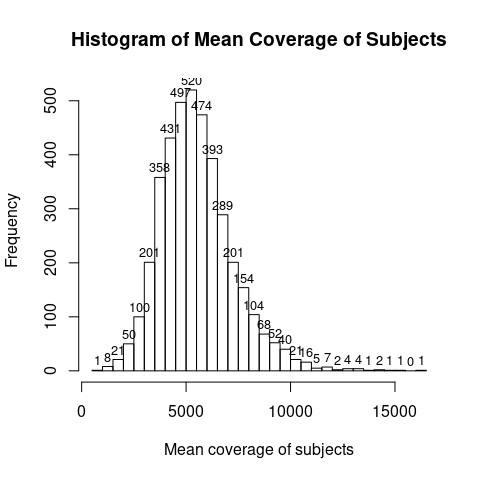 Histogram of Mean Coverage of Subjects
Frequency
500
400
300
200
100
0
1 8 21 50 100 201 358 431 497 520 474 393 289 201 154 104 68 52 40 21 16 5 7 2 4 4 1 2 1 1 0 1
0 5000 10000 15000
Mean coverage of subjects